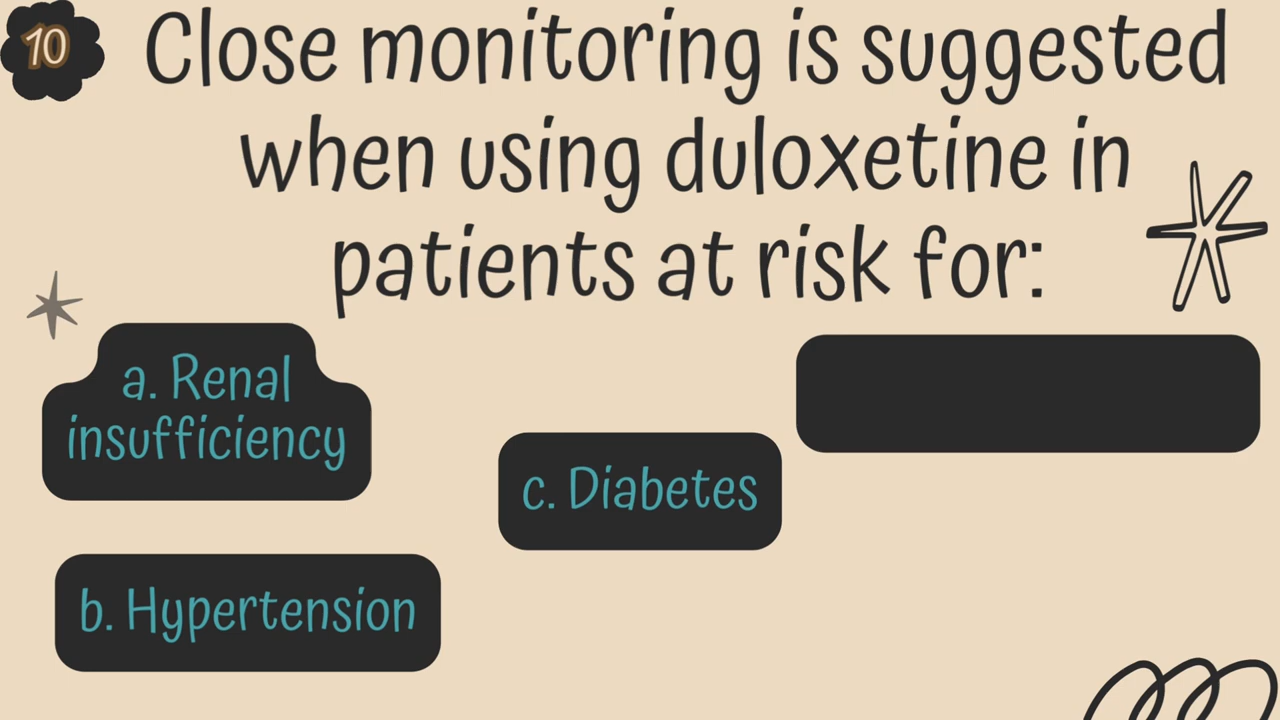 10
Close monitoring is suggested
when using duloxetine in
patients at risk for:
a. Renal
insufficiency
b. Hypertension
c. Diabetes